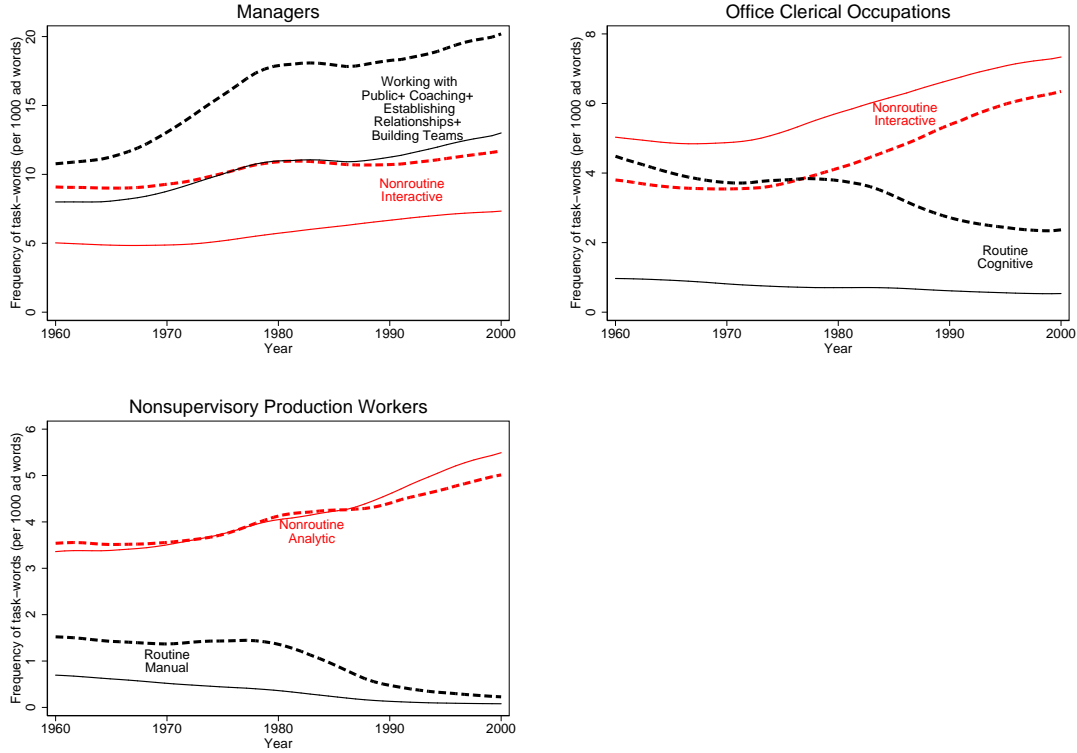 Managers
Frequency of task−words (per 1000 ad words)
0
5
10
15
20
Working with
Public+ Coaching+
Establishing
Relationships+
Building Teams
Nonroutine
Interactive
1960
1970
1980
1990
2000
Year
Office Clerical Occupations
Frequency of task−words (per 1000 ad words)
0
2
4
6
8
Nonroutine
Interactive
Routine
Cognitive
1960
1970
1980
1990
2000
Year
Nonsupervisory Production Workers
Frequency of task−words (per 1000 ad words)
0
1
2
3
4
5
6
Nonroutine
Analytic
Routine
Manual
1960
1970
1980
1990
2000
Year